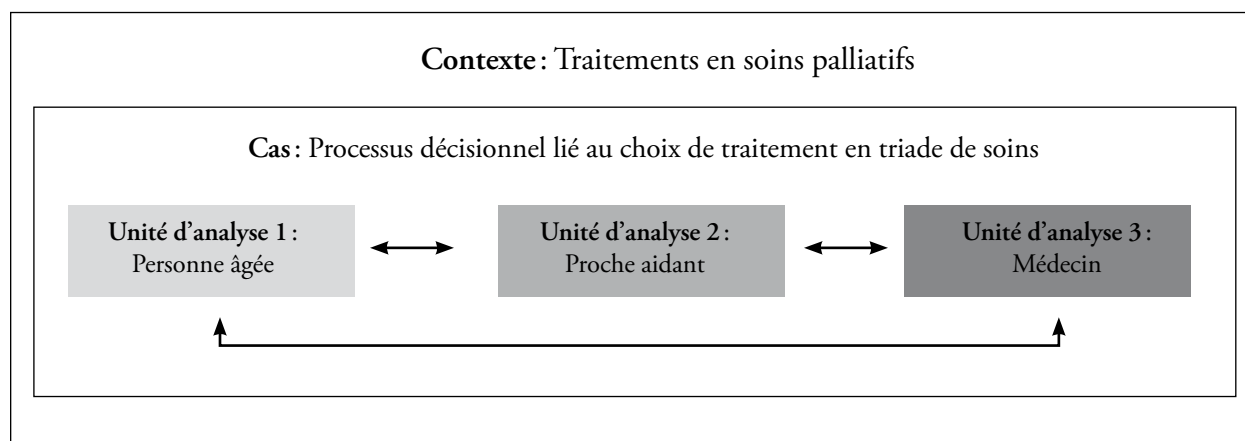 Contexte : Traitements en soins palliatifs
Cas : Processus décisionnel lié au choix de traitement en triade de soins
Unité d’analyse 1 :
Personne âgée
Unité d’analyse 2 :
Proche aidant
Unité d’analyse 3 :
Médecin